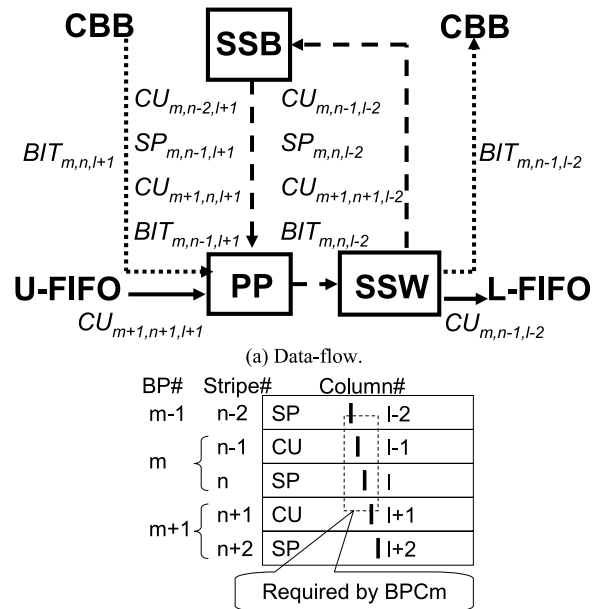 CBB SSB CBB
CU_{m,n-2,l+1} CU_{m,n-1,l-2}
SP_{m,n-1,l+1} SP_{m,n,l-2}
BIT_{m,n,l+1} BIT_{m,n-1,l-2}
CU_{m+1,n,l+1} CU_{m+1,n+1,l-2}
BIT_{m,n-1,l+1} BIT_{m,n,l-2}
U-FIFO PP SSW L-FIFO
CU_{m+1,n+1,l+1} CU_{m,n-1,l-2}
(a) Data-flow.
BP# Stripe# Column#
m-1 n-2 SP l-2
n-1 CU l-1
m
n SP l
n+1 CU l+1
m+1
n+2 SP l+2
Required by BPCm